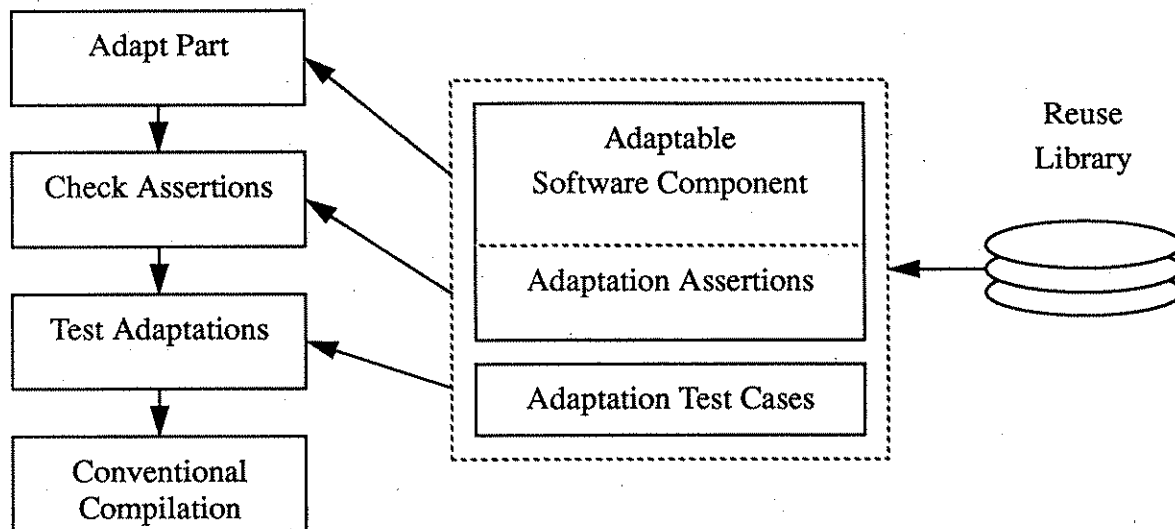 Adapt Part
Check Assertions
Test Adaptations
Conventional
Compilation
Adaptable
Software Component
Adaptation Assertions
Adaptation Test Cases
Reuse
Library